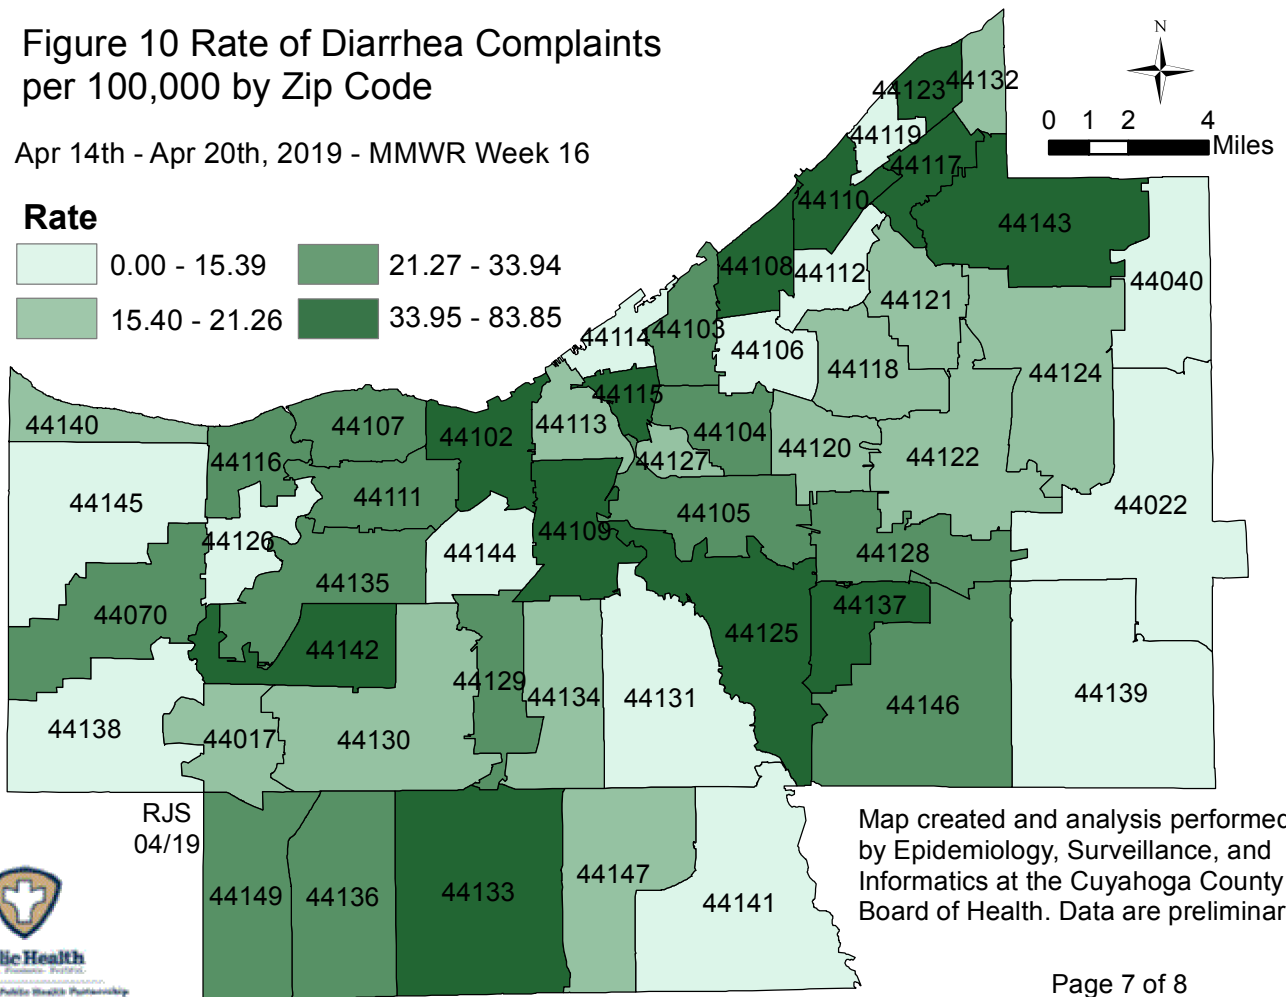 Figure 10 Rate of Diarrhea Complaints
per 100,000 by Zip Code
Apr 14th - Apr 20th, 2019 - MMWR Week 16
Rate
0.00 - 15.39
21.27 - 33.94
15.40 - 21.26
33.95 - 83.85
N
0 1 2 4
Miles
44132
44123
44119
44117
44110
44143
44108
44112
44040
44121
44114
44103
44106
44118
44124
44115
44140
44107
44102
44113
44104
44120
44122
44116
44127
44111
44145
44022
44105
44126
44109
44144
44128
44135
44070
44137
44125
44142
44129
44134
44131
44139
44146
44138
44017
44130
RJS
04/19
44147
44149
44136
44133
44141
Map created and analysis performed
by Epidemiology, Surveillance, and
Informatics at the Cuyahoga County
Board of Health. Data are preliminar
lic Health
Public Health Partnership
Page 7 of 8